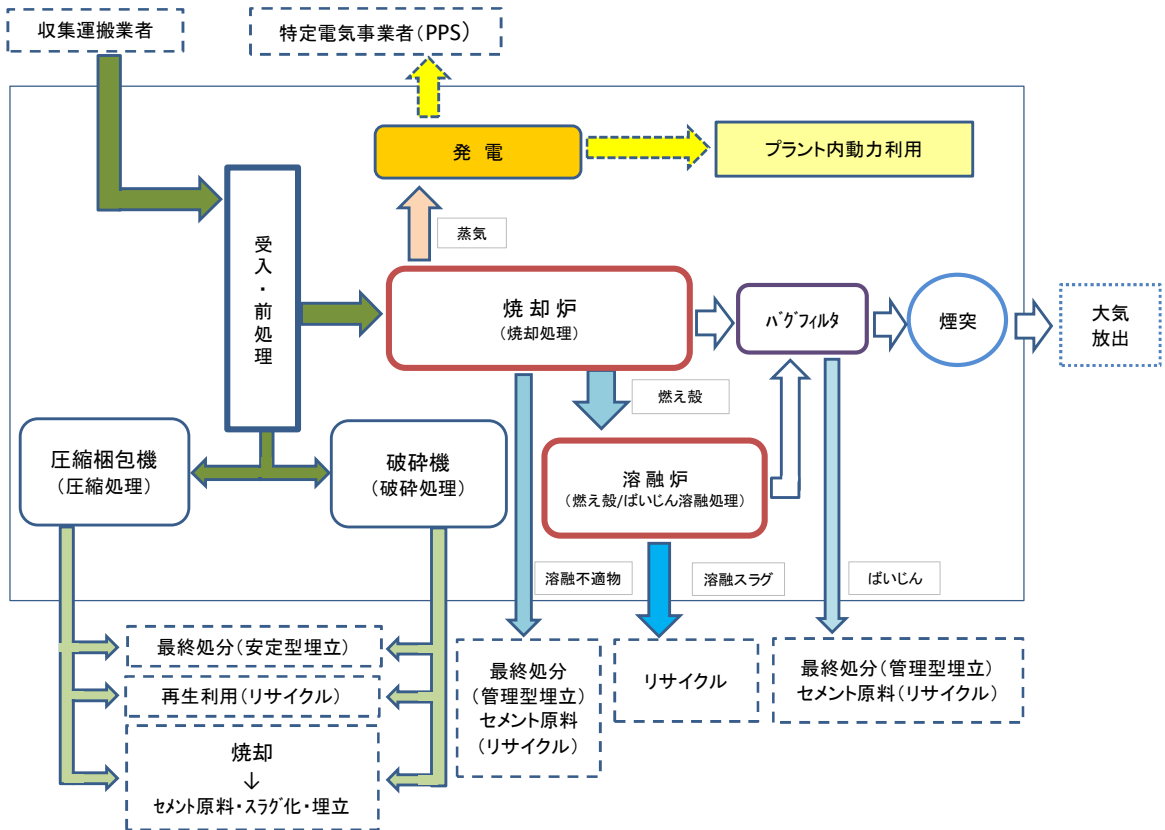 収集運搬業者
特定電気事業者(PPS)
発 電
プラント内動力利用
蒸気
受入・前処理
焼 却 炉
(焼却処理)
バグフィルタ
煙突
大気
放出
燃え殻
圧縮梱包機
(圧縮処理)
破砕機
(破砕処理)
溶 融 炉
(燃え殻/ばいじん溶融処理)
溶融不適物
溶融スラグ
ばいじん
最終処分(安定型埋立)
再生利用(リサイクル)
焼却
↓
セメント原料・スラグ化・埋立
最終処分
(管理型埋立)
セメント原料
(リサイクル)
リサイクル
最終処分(管理型埋立)
セメント原料(リサイクル)